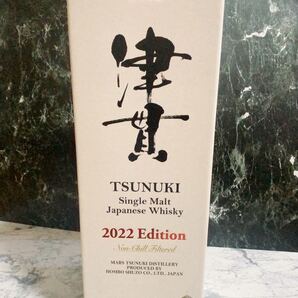 津貫
TSUNUKI
Single Malt
Japanese Whisky
2022 Edition
Non-Chill Filtered
MARS TSUNUKI DISTILLERY
PRODUCED BY
HOMBO SHUZO CO., LTD. JAPAN